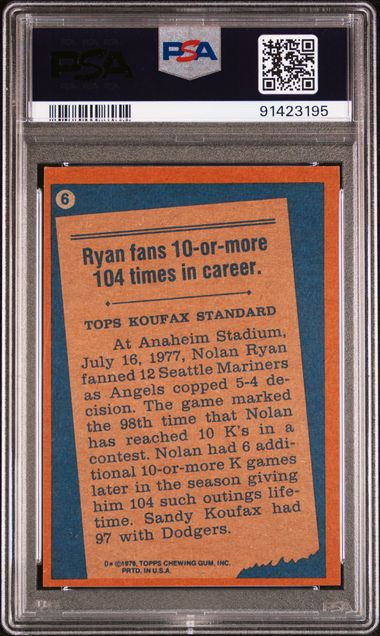 PSA
PSA
91423195
6
Ryan fans 10-or-more
104 times in career.
TOPS KOUFAX STANDARD
At Anaheim Stadium,
July 16, 1977, Nolan Ryan
fanned 12 Seattle Mariners
as Angels copped 5-4 de-
cision. The game marked
the 98th time that Nolan
has reached 10 K's in a
contest. Nolan had 6 addi-
tional 10-or-more K games
later in the season giving
him 104 such outings life-
time. Sandy Koufax had
97 with Dodgers.
D* ©1978, TOPPS CHEWING GUM, INC.
PRTD. IN U.S.A.